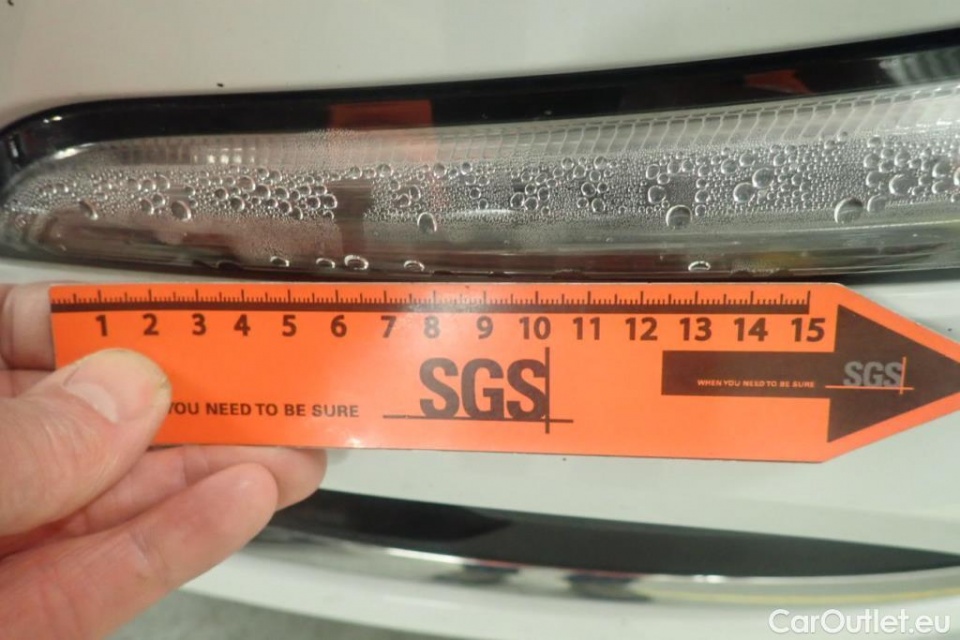 1 2 3 4 5 6 7 8 9 10 11 12 13 14 15
SGS
YOU NEED TO BE SURE
WHEN YOU NEED TO BE SURE
SGS
CarOutlet.eu